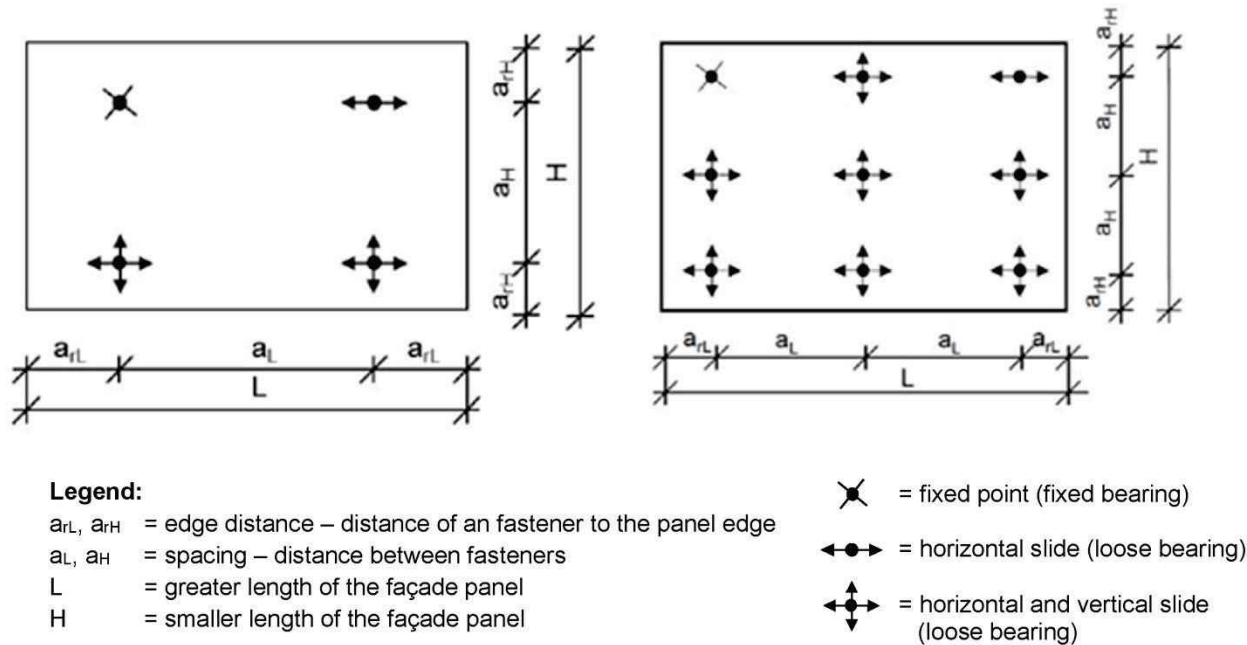 a_rH
a_H
a_rH
H
a_rL
a_L
a_rL
L
a_rH
a_H
a_H
a_rH
H
a_rL
a_L
a_L
a_rL
L
Legend:
a_rL, a_rH = edge distance – distance of an fastener to the panel edge
a_L, a_H = spacing – distance between fasteners
L = greater length of the façade panel
H = smaller length of the façade panel
= fixed point (fixed bearing)
= horizontal slide (loose bearing)
= horizontal and vertical slide
(loose bearing)